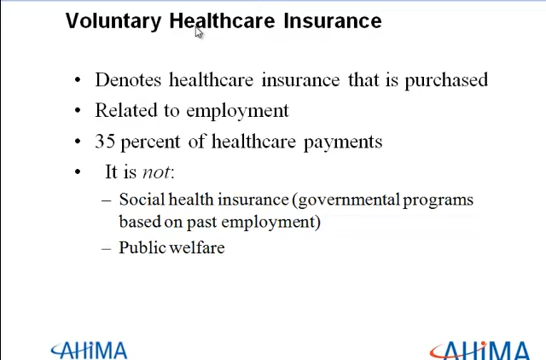 Voluntary Healthcare Insurance
• Denotes healthcare insurance that is purchased
• Related to employment
• 35 percent of healthcare payments
• It is not:
– Social health insurance (governmental programs
based on past employment)
– Public welfare
AHiMA
AHiMA